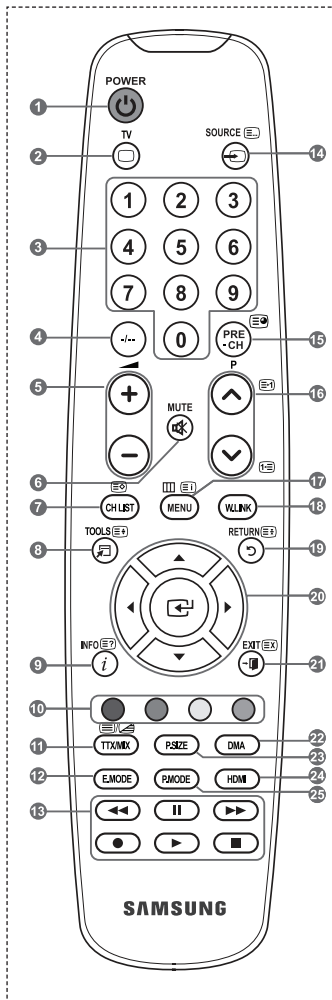 POWER
1
TV
SOURCE
2
14
1 2 3
3
4 5 6
7 8 9
4
-/--
0
PRE
-CH
15
5
P
+
16
MUTE
−
6
17
7
CH LIST
MENU
W.LINK
18
TOOLS
RETURN
8
19
20
INFO
EXIT
9
i
21
10
11
TTX/MIX
P.SIZE
DMA
22
23
12
E.MODE
P.MODE
HDMI
24
25
13
SAMSUNG